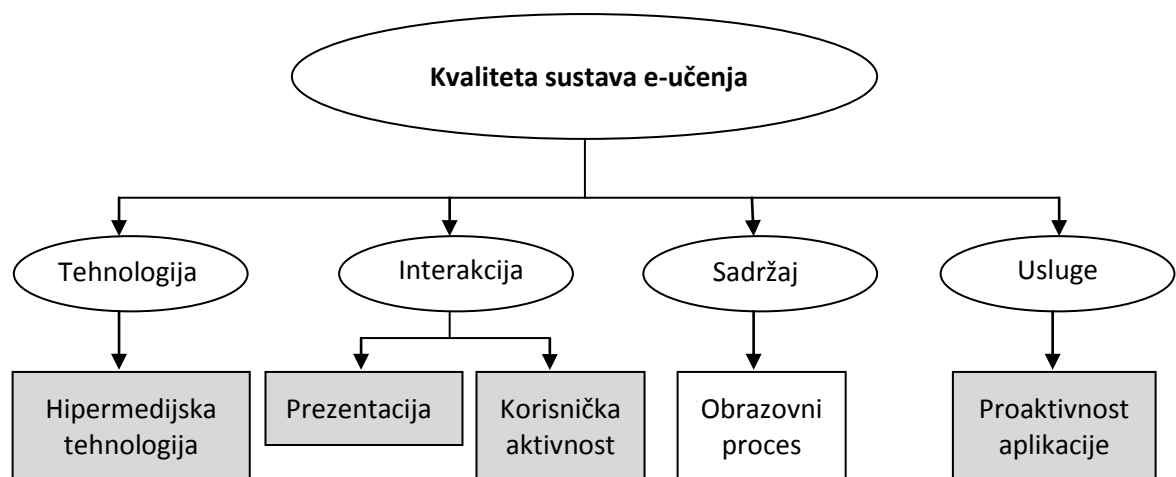 Kvaliteta sustava e-učenja
Tehnologija
Interakcija
Sadržaj
Usluge
Hipermedijska
tehnologija
Prezentacija
Korisnička
aktivnost
Obrazovni
proces
Proaktivnost
aplikacije